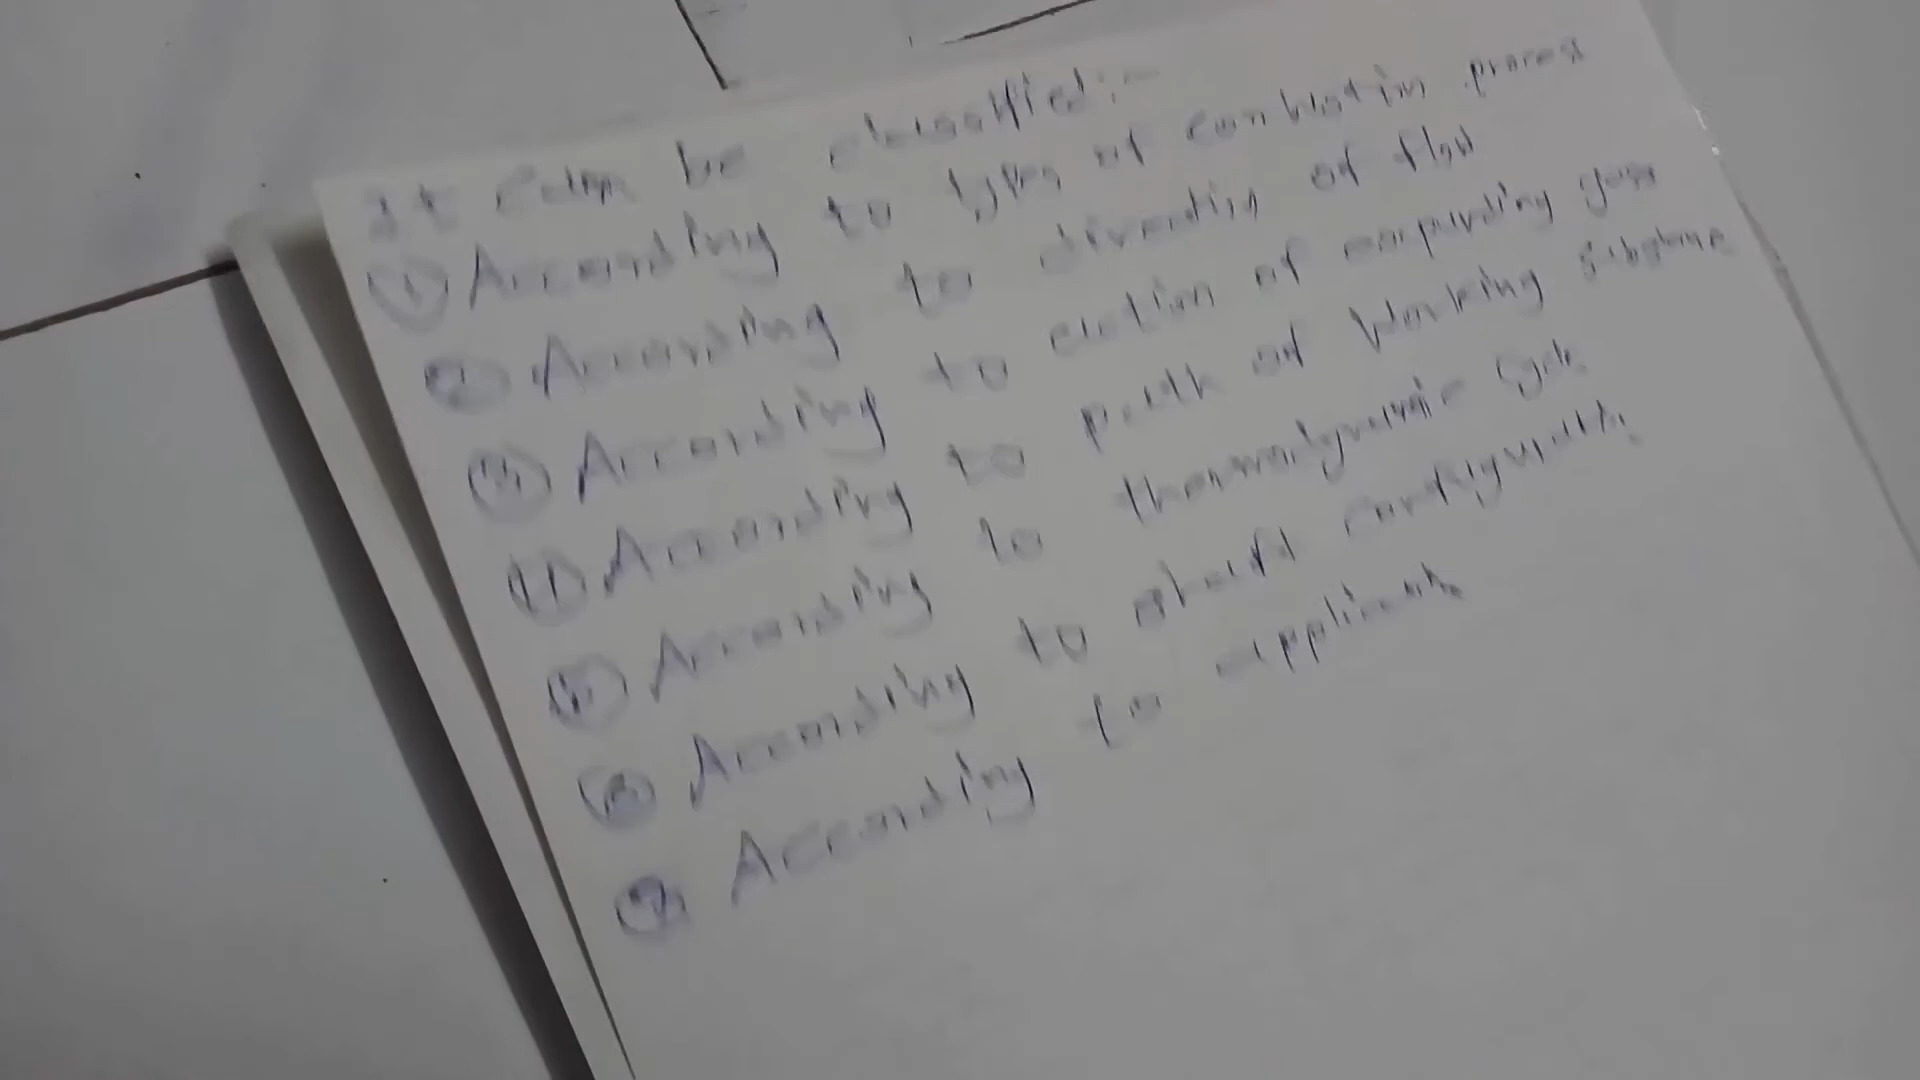 It can be classified:-
① According to types of combustion process
② According to direction of flow
③ According to action of expanding gases
④ According to path of working substance
⑤ According to thermodynamic cycle
⑥ According to shaft configuration
⑦ According to application